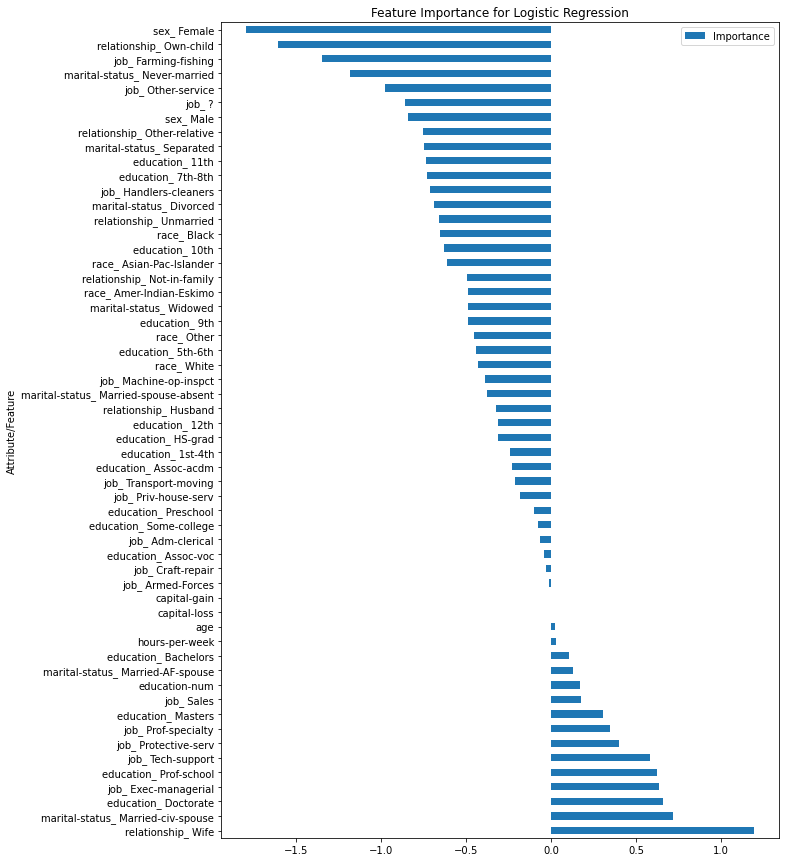 Feature Importance for Logistic Regression
Importance
Attribute/Feature
sex_ Female
relationship_ Own-child
job_ Farming-fishing
marital-status_ Never-married
job_ Other-service
job_ ?
sex_ Male
relationship_ Other-relative
marital-status_ Separated
education_ 11th
education_ 7th-8th
job_ Handlers-cleaners
marital-status_ Divorced
relationship_ Unmarried
race_ Black
education_ 10th
race_ Asian-Pac-Islander
relationship_ Not-in-family
race_ Amer-Indian-Eskimo
marital-status_ Widowed
education_ 9th
race_ Other
education_ 5th-6th
race_ White
job_ Machine-op-inspct
marital-status_ Married-spouse-absent
relationship_ Husband
education_ 12th
education_ HS-grad
education_ 1st-4th
education_ Assoc-acdm
job_ Transport-moving
job_ Priv-house-serv
education_ Preschool
education_ Some-college
job_ Adm-clerical
education_ Assoc-voc
job_ Craft-repair
job_ Armed-Forces
capital-gain
capital-loss
age
hours-per-week
education_ Bachelors
marital-status_ Married-AF-spouse
education-num
job_ Sales
education_ Masters
job_ Prof-specialty
job_ Protective-serv
job_ Tech-support
education_ Prof-school
job_ Exec-managerial
education_ Doctorate
marital-status_ Married-civ-spouse
relationship_ Wife
−1.5 −1.0 −0.5 0.0 0.5 1.0